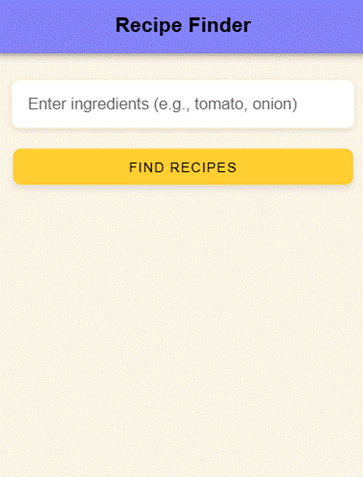 Recipe Finder
Enter ingredients (e.g., tomato, onion)
FIND RECIPES